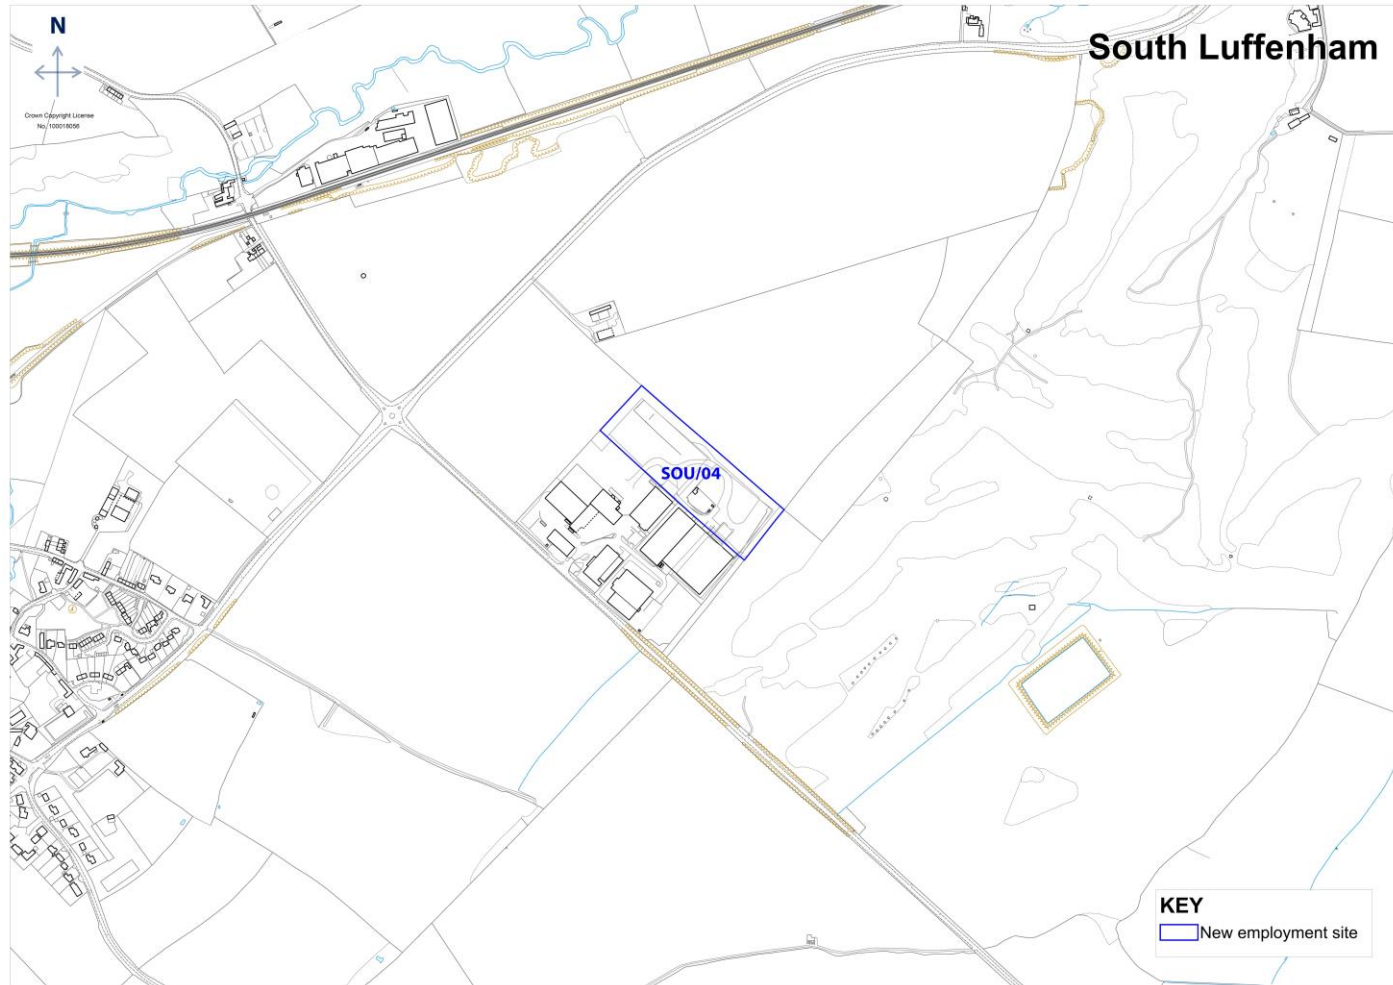 N
South Luffenham
Crown Copyright License
No. 100018056
SOU/04
KEY
New employment site